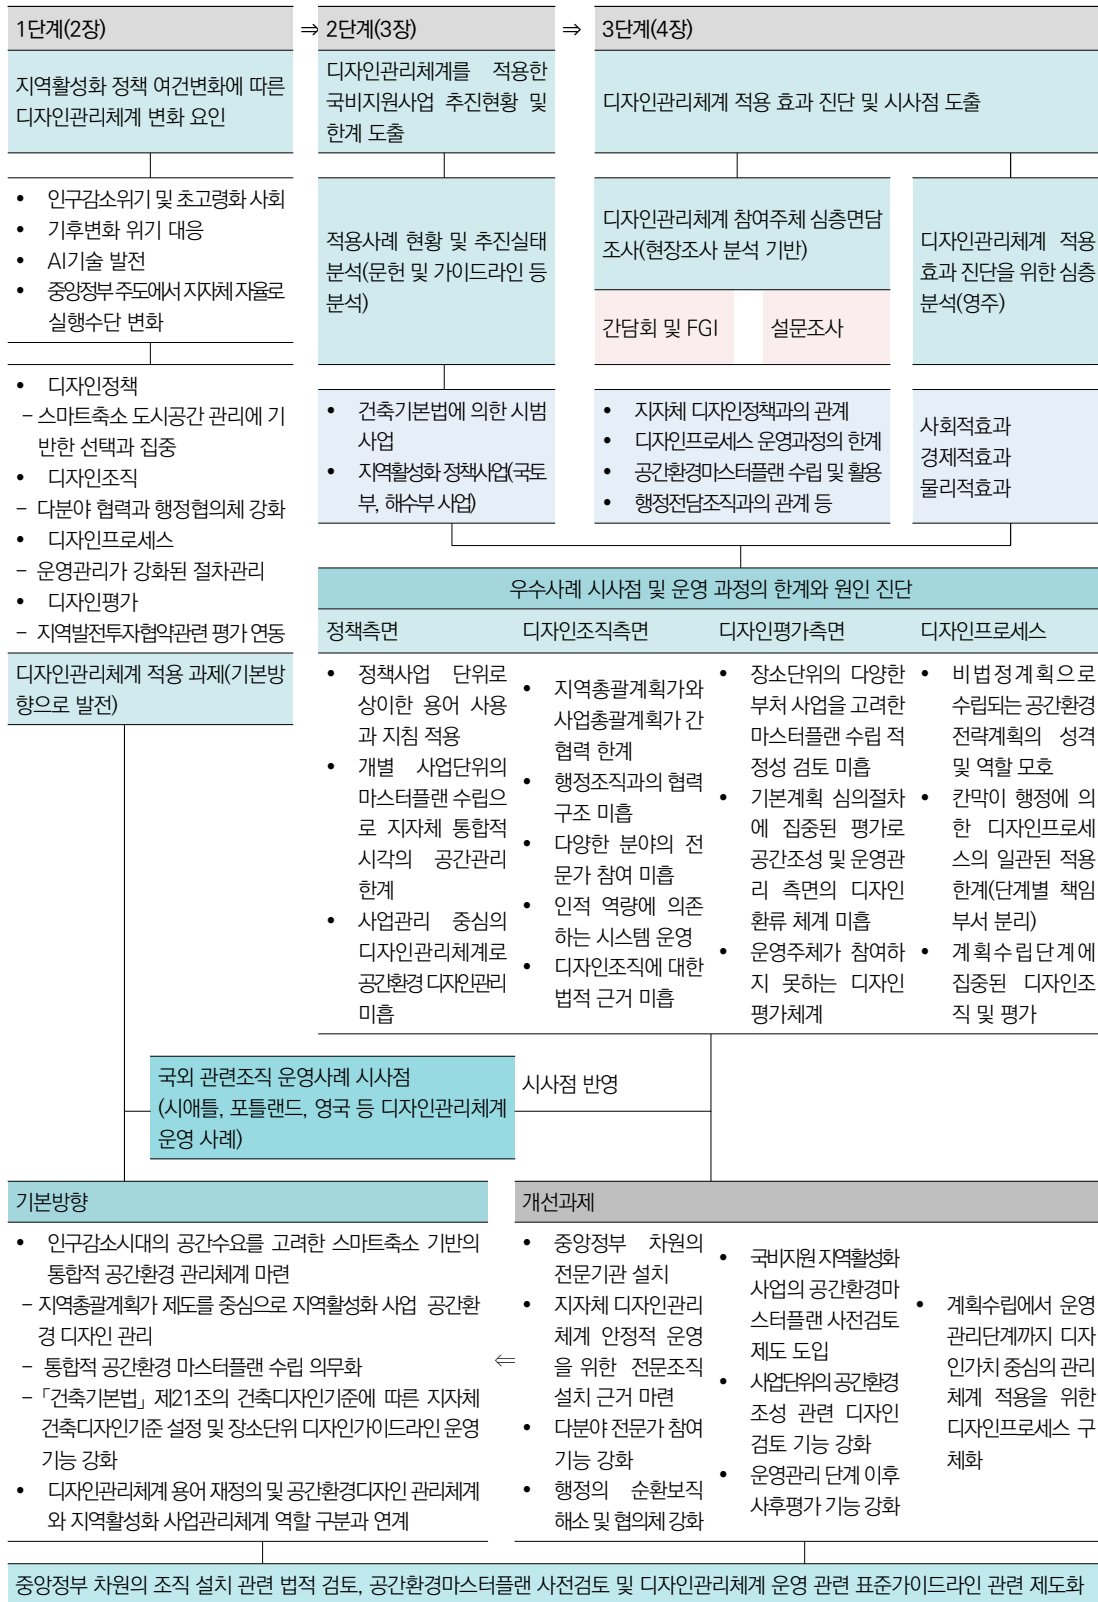 1단계(2장)
⇒
2단계(3장)
⇒
3단계(4장)
지역활성화 정책 여건변화에 따른
디자인관리체계 변화 요인
디자인관리체계를 적용한
국비지원사업 추진현황 및
한계 도출
디자인관리체계 적용 효과 진단 및 시사점 도출
• 인구감소위기 및 초고령화 사회
• 기후변화 위기 대응
• AI기술 발전
• 중앙정부 주도에서 지자체 자율로
실행수단 변화
적용사례 현황 및 추진실태
분석(문헌 및 가이드라인 등
분석)
디자인관리체계 참여주체 심층면담
조사(현장조사 분석 기반)
간담회 및 FGI
설문조사
디자인관리체계 적용
효과 진단을 위한 심층
분석(영주)
• 디자인정책
- 스마트축소 도시공간 관리에 기
반한 선택과 집중
• 디자인조직
- 다분야 협력과 행정협의체 강화
• 디자인프로세스
- 운영관리가 강화된 절차관리
• 디자인평가
- 지역발전투자협약관련 평가 연동
• 건축기본법에 의한 시범
사업
• 지역활성화 정책사업(국토
부, 해수부 사업)
• 지자체 디자인정책과의 관계
• 디자인프로세스 운영과정의 한계
• 공간환경마스터플랜 수립 및 활용
• 행정전담조직과의 관계 등
사회적효과
경제적효과
물리적효과
디자인관리체계 적용 과제(기본방
향으로 발전)
우수사례 시사점 및 운영 과정의 한계와 원인 진단
정책측면
디자인조직측면
디자인평가측면
디자인프로세스
• 정책사업 단위로
상이한 용어 사용
과 지침 적용
• 개별 사업단위의
마스터플랜 수립으
로 지자체 통합적
시각의 공간관리
한계
• 사업관리 중심의
디자인관리체계로
공간환경 디자인관리
미흡
• 지역총괄계획가와
사업총괄계획가 간
협력 한계
• 행정조직과의 협력
구조 미흡
• 다양한 분야의 전
문가 참여 미흡
• 인적 역량에 의존
하는 시스템 운영
• 디자인조직에 대한
법적 근거 미흡
• 장소단위의 다양한
부처 사업을 고려한
마스터플랜 수립 적
정성 검토 미흡
• 기본계획 심의절차
에 집중된 평가로
공간조성 및 운영관
리 측면의 디자인
환류 체계 미흡
• 운영주체가 참여하
지 못하는 디자인
평가체계
• 비법정계획으로
수립되는 공간환경
전략계획의 성격
및 역할 모호
• 칸막이 행정에 의
한 디자인프로세
스의 일관된 적용
한계(단계별 책임
부서 분리)
• 계획수립단계에
집중된 디자인조
직 및 평가
국외 관련조직 운영사례 시사점
(시애틀, 포틀랜드, 영국 등 디자인관리체계
운영 사례)
시사점 반영
기본방향
• 인구감소시대의 공간수요를 고려한 스마트축소 기반의
통합적 공간환경 관리체계 마련
- 지역총괄계획가 제도를 중심으로 지역활성화 사업 공간환
경 디자인 관리
- 통합적 공간환경 마스터플랜 수립 의무화
- 「건축기본법」 제21조의 건축디자인기준에 따른 지자체
건축디자인기준 설정 및 장소단위 디자인가이드라인 운영
기능 강화
• 디자인관리체계 용어 재정의 및 공간환경디자인 관리체계
와 지역활성화 사업관리체계 역할 구분과 연계
⇐
개선과제
• 중앙정부 차원의
전문기관 설치
• 지자체 디자인관리
체계 안정적 운영
을 위한 전문조직
설치 근거 마련
• 다분야 전문가 참여
기능 강화
• 행정의 순환보직
해소 및 협의체 강화
• 국비지원 지역활성화
사업의 공간환경마
스터플랜 사전검토
제도 도입
• 사업단위의 공간환경
조성 관련 디자인
검토 기능 강화
• 운영관리 단계 이후
사후평가 기능 강화
• 계획수립에서 운영
관리단계까지 디자
인가치 중심의 관리
체계 적용을 위한
디자인프로세스 구
체화
중앙정부 차원의 조직 설치 관련 법적 검토, 공간환경마스터플랜 사전검토 및 디자인관리체계 운영 관련 표준가이드라인 관련 제도화